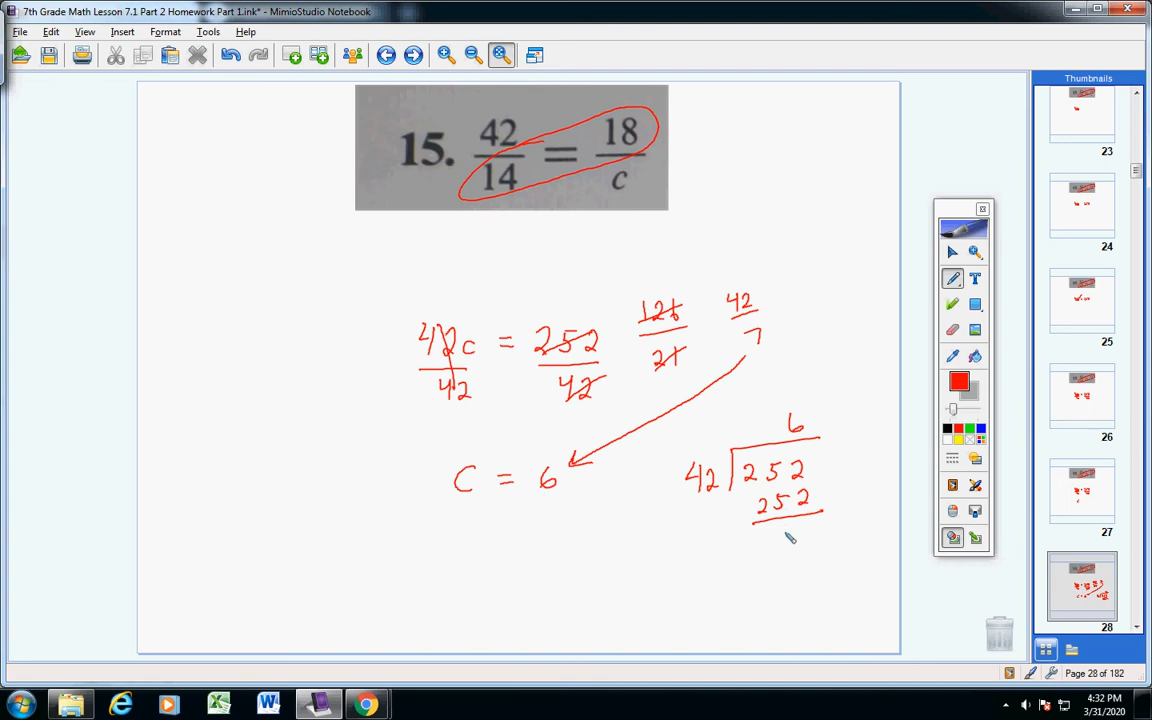 7th Grade Math Lesson 7.1 Part 2 Homework Part 1.ink* - MimioStudio Notebook
File Edit View Insert Format Tools Help
Thumbnails
15. 42/14 = 18/c
23
24
25
26
27
28
42c/42 = 252/42 126/21 42/7
C = 6
6
42 252
252
T
Page 28 of 182
4:32 PM
3/31/2020